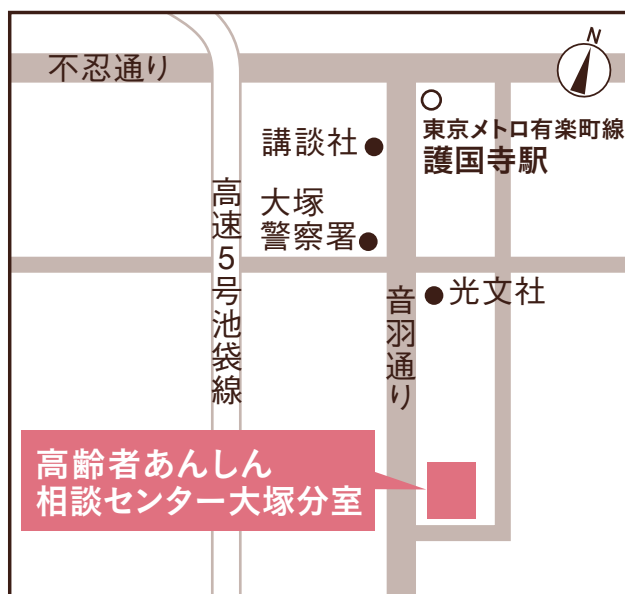 N
不忍通り
東京メトロ有楽町線
護国寺駅
講談社
大塚
警察署
高速5号池袋線
光文社
音羽通り
高齢者あんしん
相談センター大塚分室